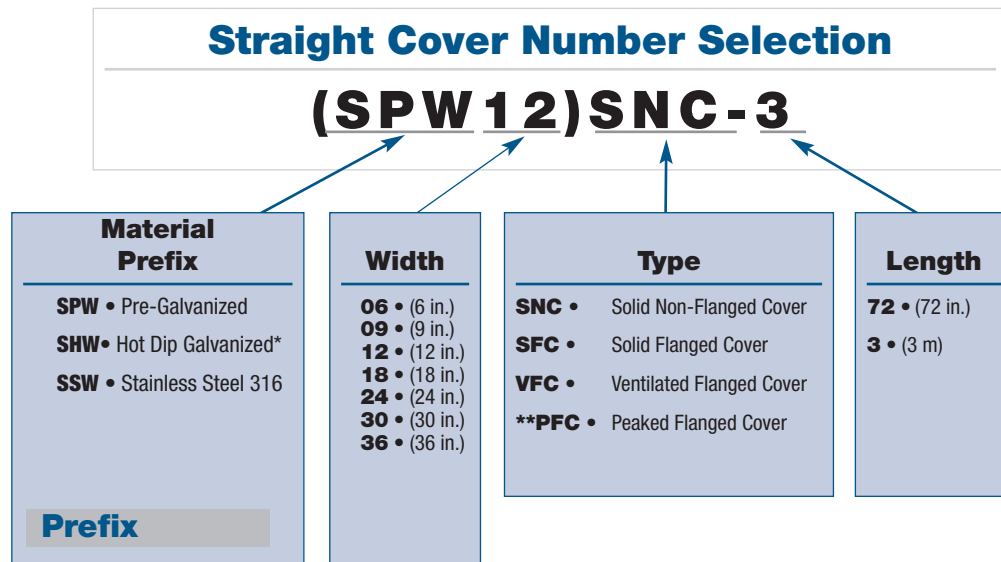 Straight Cover Number Selection
(SPW12)SNC-3
Material
Prefix
SPW • Pre-Galvanized
SHW• Hot Dip Galvanized*
SSW • Stainless Steel 316
Prefix
Width
06 • (6 in.)
09 • (9 in.)
12 • (12 in.)
18 • (18 in.)
24 • (24 in.)
30 • (30 in.)
36 • (36 in.)
Type
SNC • Solid Non-Flanged Cover
SFC • Solid Flanged Cover
VFC • Ventilated Flanged Cover
**PFC • Peaked Flanged Cover
Length
72 • (72 in.)
3 • (3 m)